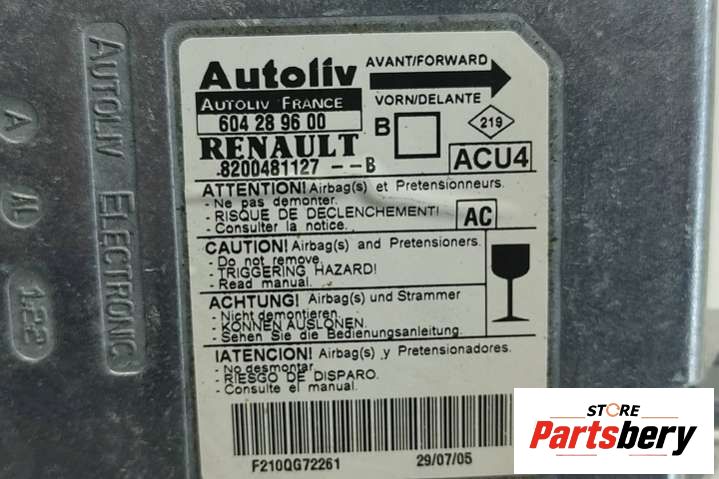 AUTOLIV ELECTRONIC
A
AL
1.22
Autoliv
AUTOLIV FRANCE
604 28 96 00
RENAULT
8200481127 --B
AVANT/FORWARD
VORN/DELANTE
B
219
ACU4
ATTENTION! Airbag(s) et Pretensionneurs.
- Ne pas demonter.
- RISQUE DE DECLENCHEMENT!
- Consulter la notice.
AC
CAUTION! Airbag(s) and Pretensioners.
- Do not remove.
- TRIGGERING HAZARD!
- Read manual.
ACHTUNG! Airbag(s) und Strammer
- Nicht demontieren.
- KONNEN AUSLONEN.
- Sehen Sie die Bedienungsanleitung.
!ATENCION! Airbag(s) y Pretensionadores.
- No desmontar
- RIESGO DE DISPARO.
- Consulte el manual.
F210QG72261 29/07/05
STORE
Partsbery